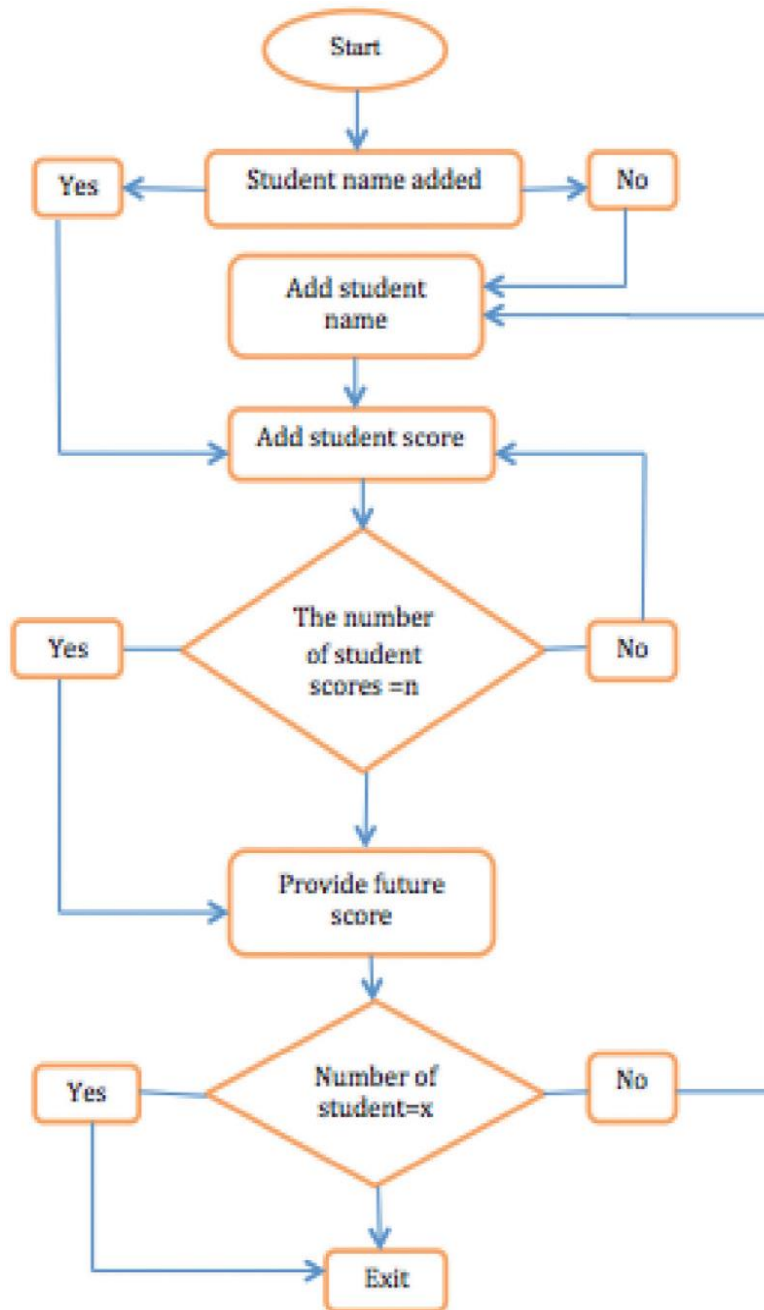 Start
Yes
Student name added
No
Add student
name
Add student score
Yes
The number
of student
scores =n
No
Provide future
score
Yes
Number of
student=x
No
Exit